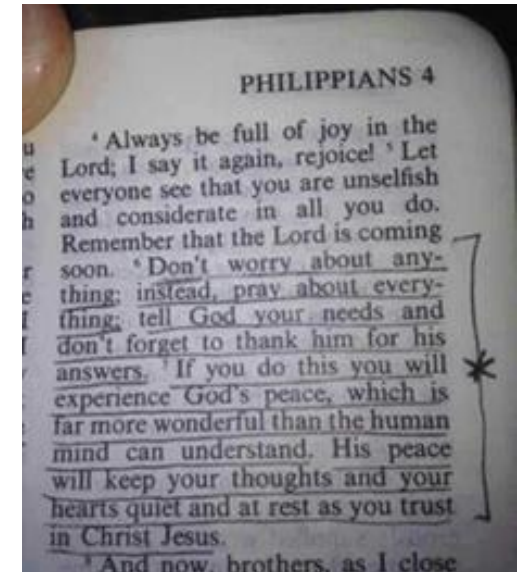 PHILIPPIANS 4
⁴ Always be full of joy in the
Lord; I say it again, rejoice! ⁵ Let
everyone see that you are unselfish
and considerate in all you do.
Remember that the Lord is coming
soon. ⁶ Don't worry about any-
thing; instead, pray about every-
thing; tell God your needs and
don't forget to thank him for his
answers. ⁷ If you do this you will
experience God's peace, which is
far more wonderful than the human
mind can understand. His peace
will keep your thoughts and your
hearts quiet and at rest as you trust
in Christ Jesus.
⁸ And now, brothers, as I close